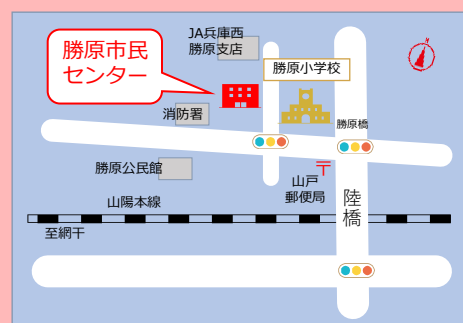 JA兵庫西
勝原支店
勝原市民
センター
勝原小学校
消防署
勝原橋
勝原公民館
〒
山戸
郵便局
山陽本線
陸橋
至網干